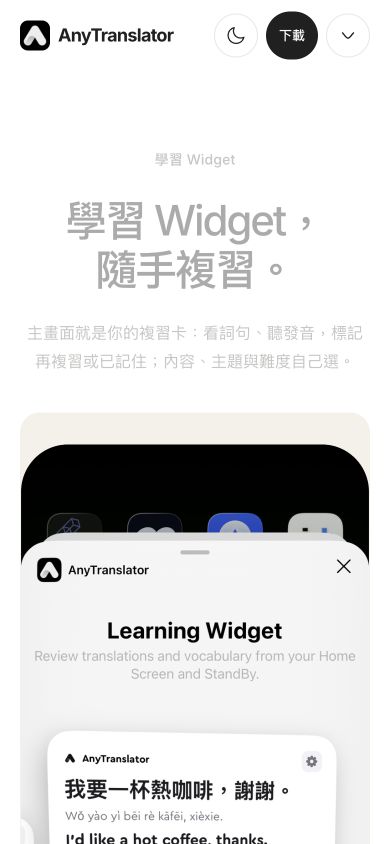 AnyTranslator
下載
學習 Widget
學習 Widget，
隨手複習。
主畫面就是你的複習卡：看詞句、聽發音，標記
再複習或已記住；內容、主題與難度自己選。
AnyTranslator
Learning Widget
Review translations and vocabulary from your Home
Screen and StandBy.
AnyTranslator
我要一杯熱咖啡，謝謝。
Wǒ yào yì bēi rè kāfēi, xièxie.
I'd like a hot coffee, thanks.